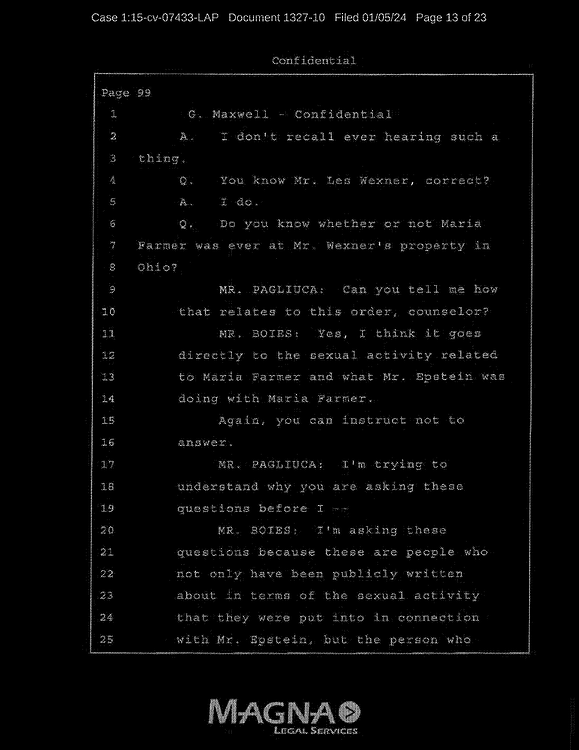 Case 1:15-cv-07433-LAP Document 1327-10 Filed 01/05/24 Page 13 of 23
Confidential
Page 99
1 G. Maxwell - Confidential
2 A. I don't recall ever hearing such a
3 thing.
4 Q. You know Mr. Les Wexner, correct?
5 A. I do.
6 Q. Do you know whether or not Maria
7 Farmer was ever at Mr. Wexner's property in
8 Ohio?
9 MR. PAGLIUCA: Can you tell me how
10 that relates to this order, counselor?
11 MR. BOIES: Yes, I think it goes
12 directly to the sexual activity related
13 to Maria Farmer and what Mr. Epstein was
14 doing with Maria Farmer.
15 Again, you can instruct not to
16 answer.
17 MR. PAGLIUCA: I'm trying to
18 understand why you are asking these
19 questions before I --
20 MR. BOIES: I'm asking these
21 questions because these are people who
22 not only have been publicly written
23 about in terms of the sexual activity
24 that they were put into in connection
25 with Mr. Epstein, but the person who
MAGNA
LEGAL SERVICES